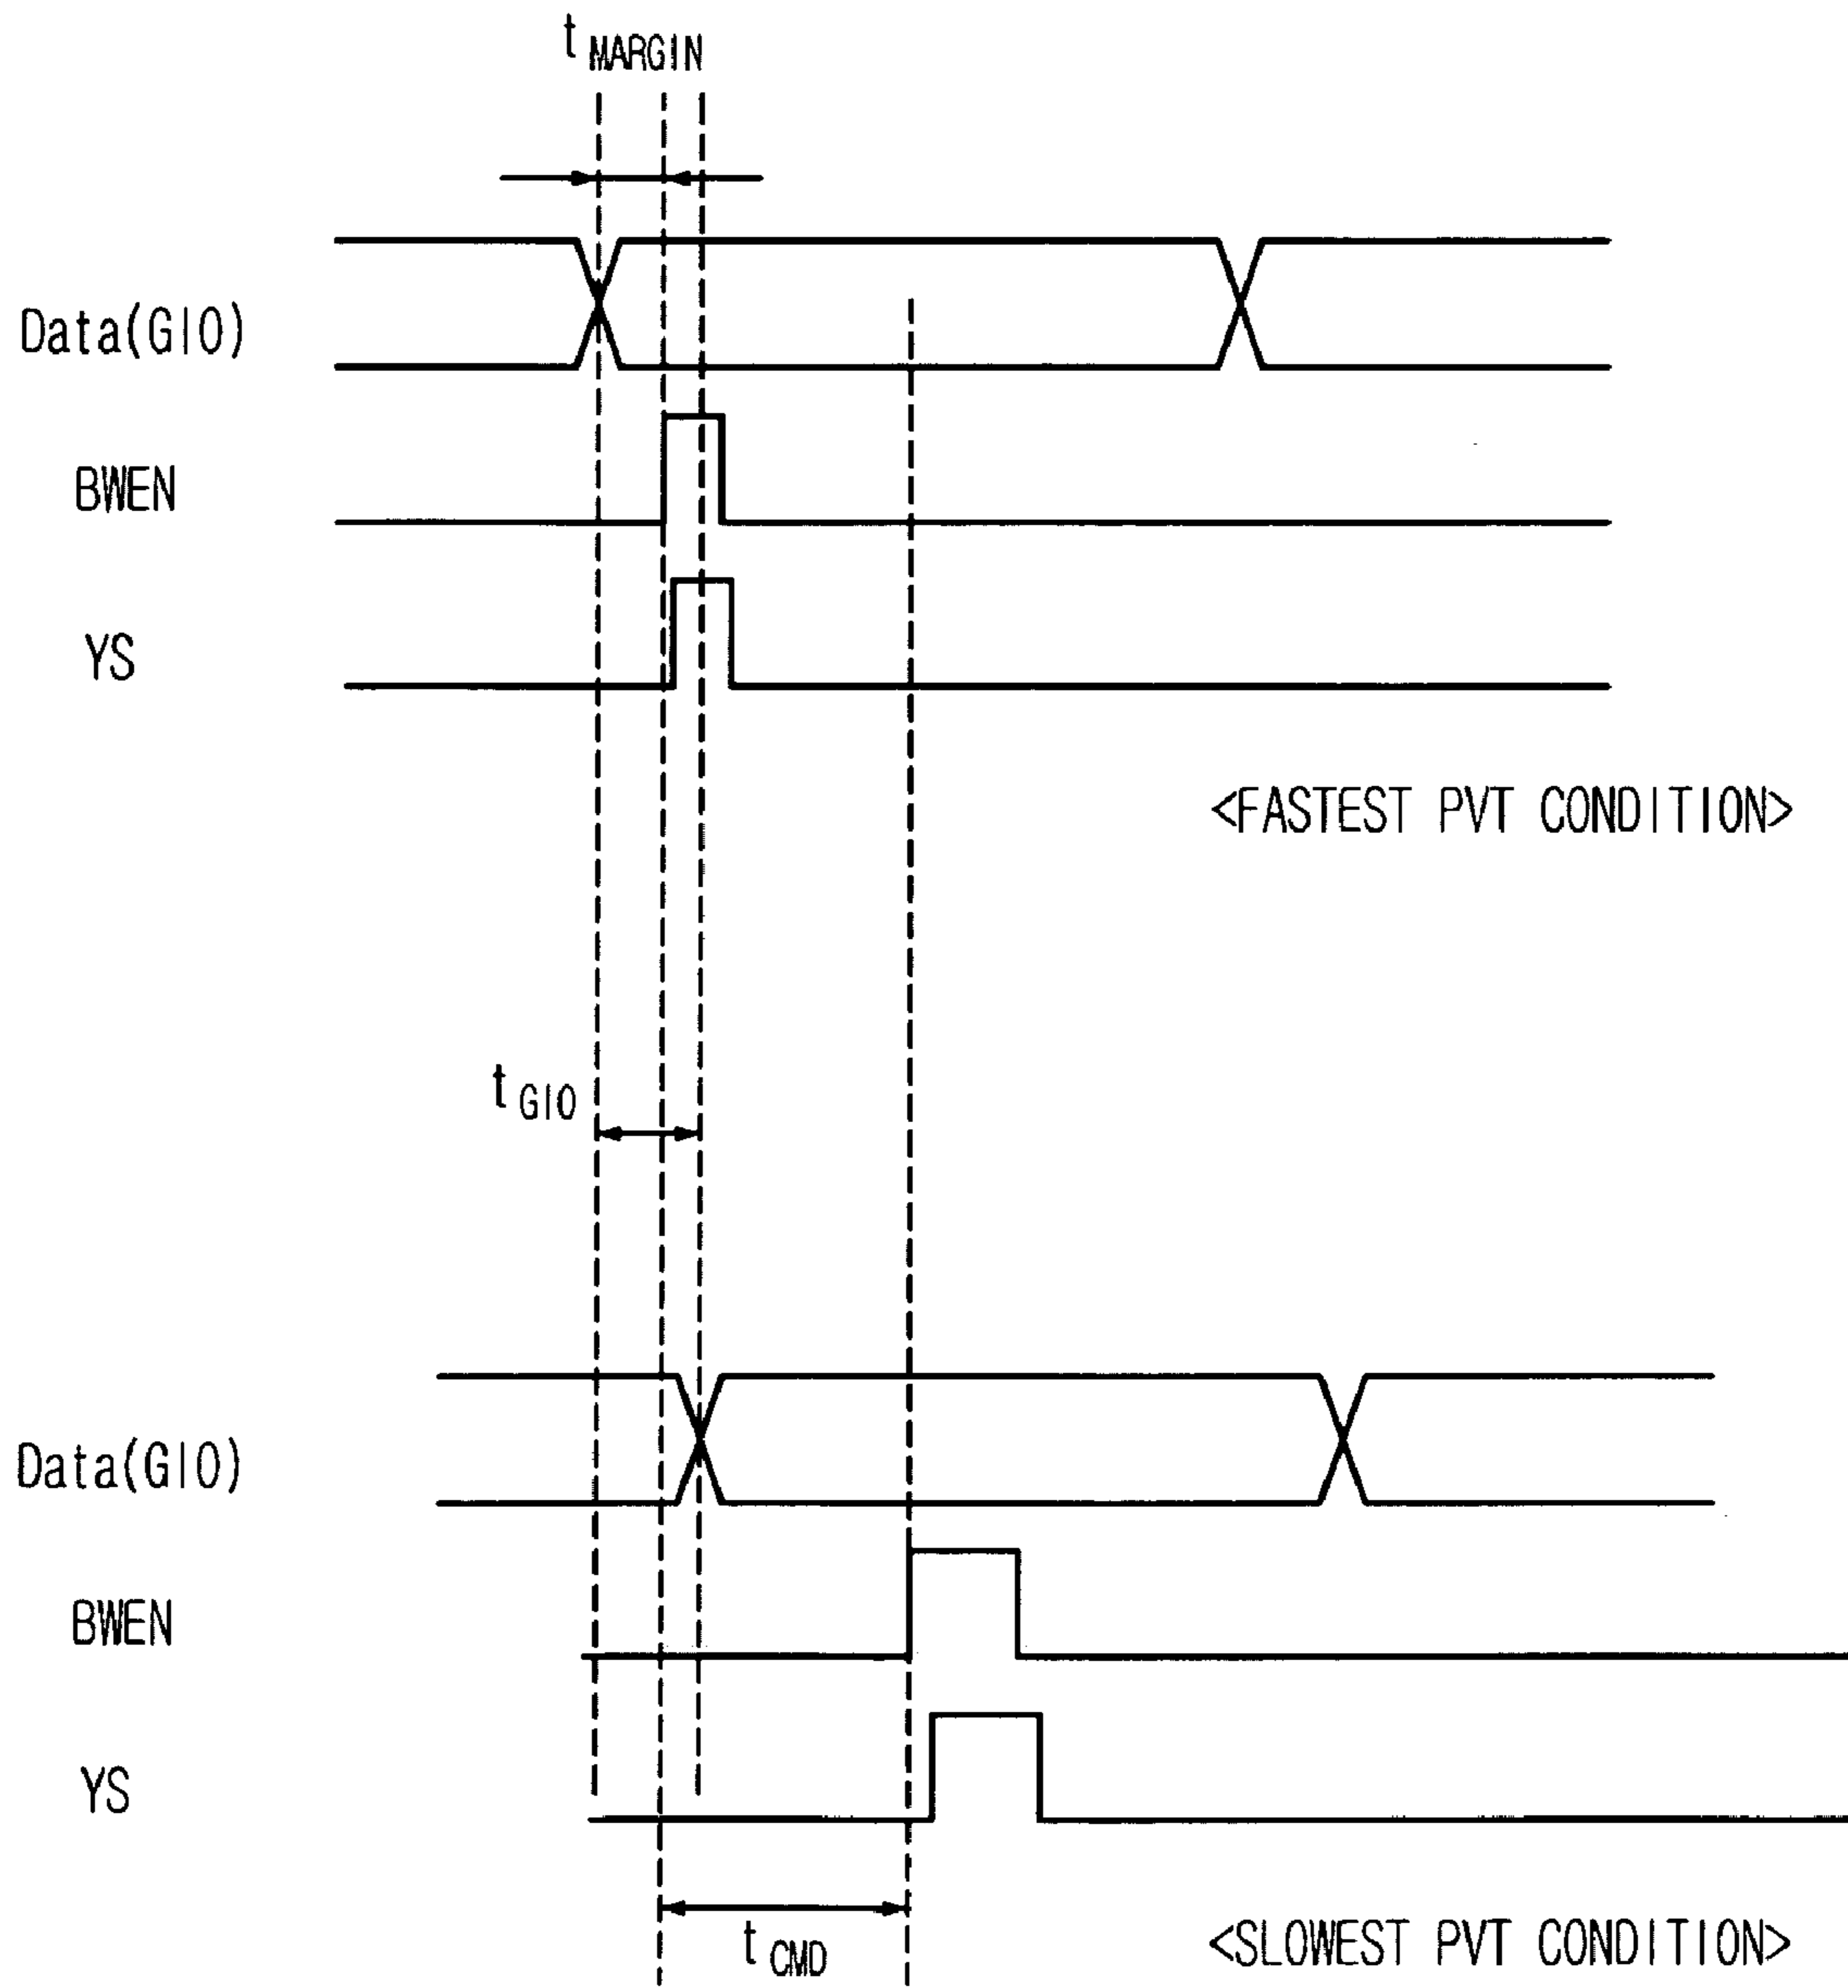 tMARGIN
Data(GIO)
BWEN
YS
<FASTEST PVT CONDITION>
tGIO
Data(GIO)
BWEN
YS
tCMD
<SLOWEST PVT CONDITION>